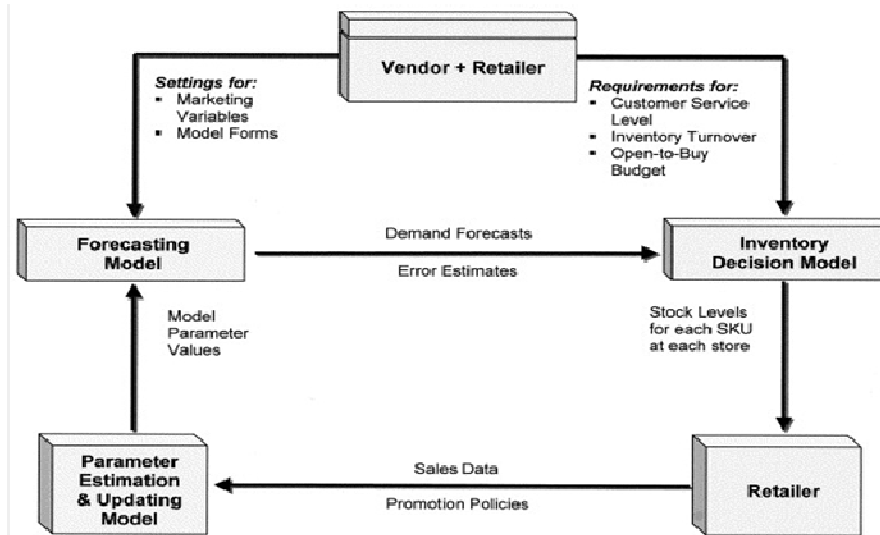 Vendor + Retailer
Settings for:
▪ Marketing
Variables
▪ Model Forms
Requirements for:
▪ Customer Service
Level
▪ Inventory Turnover
▪ Open-to-Buy
Budget
Forecasting
Model
Demand Forecasts
Error Estimates
Inventory
Decision Model
Model
Parameter
Values
Stock Levels
for each SKU
at each store
Parameter
Estimation
& Updating
Model
Sales Data
Promotion Policies
Retailer